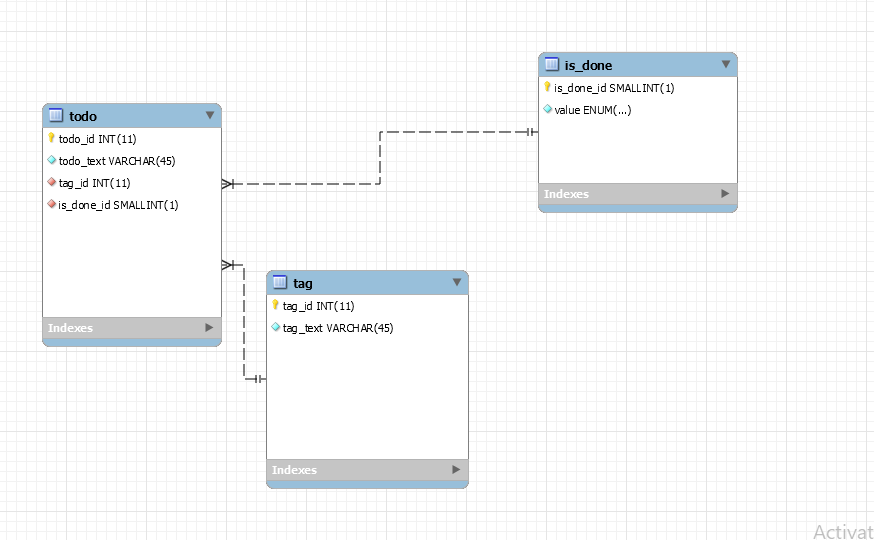 todo
todo_id INT(11)
todo_text VARCHAR(45)
tag_id INT(11)
is_done_id SMALLINT(1)
Indexes
is_done
is_done_id SMALLINT(1)
value ENUM(...)
Indexes
tag
tag_id INT(11)
tag_text VARCHAR(45)
Indexes
Activat